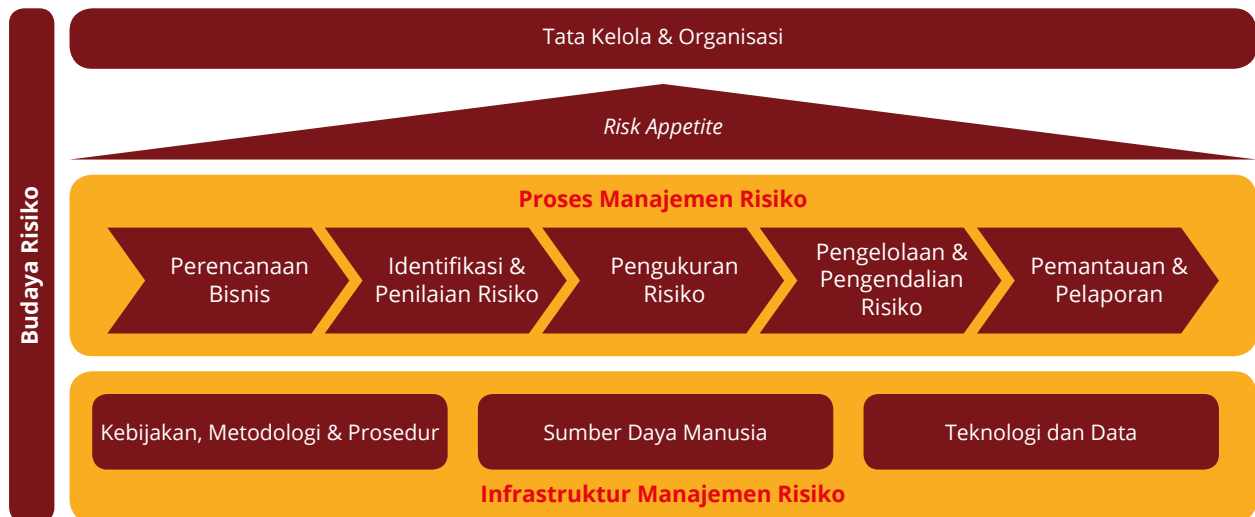 Budaya Risiko
Tata Kelola & Organisasi
Risk Appetite
Proses Manajemen Risiko
Perencanaan
Bisnis
Identifikasi &
Penilaian Risiko
Pengukuran
Risiko
Pengelolaan &
Pengendalian
Risiko
Pemantauan &
Pelaporan
Kebijakan, Metodologi & Prosedur
Sumber Daya Manusia
Teknologi dan Data
Infrastruktur Manajemen Risiko